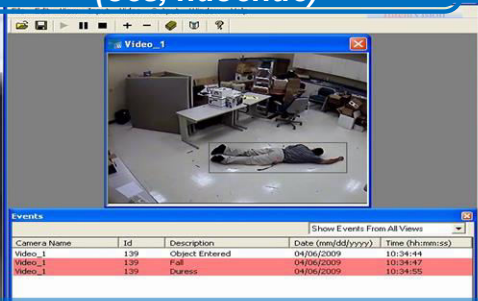 Video_1
Events
Show Events From All Views
Camera Name Id Description Date (mm/dd/yyyy) Time (hh:mm:ss)
Video_1 139 Object Entered 04/06/2009 10:34:44
Video_1 139 Fall 04/06/2009 10:34:47
Video_1 139 Duress 04/06/2009 10:34:55